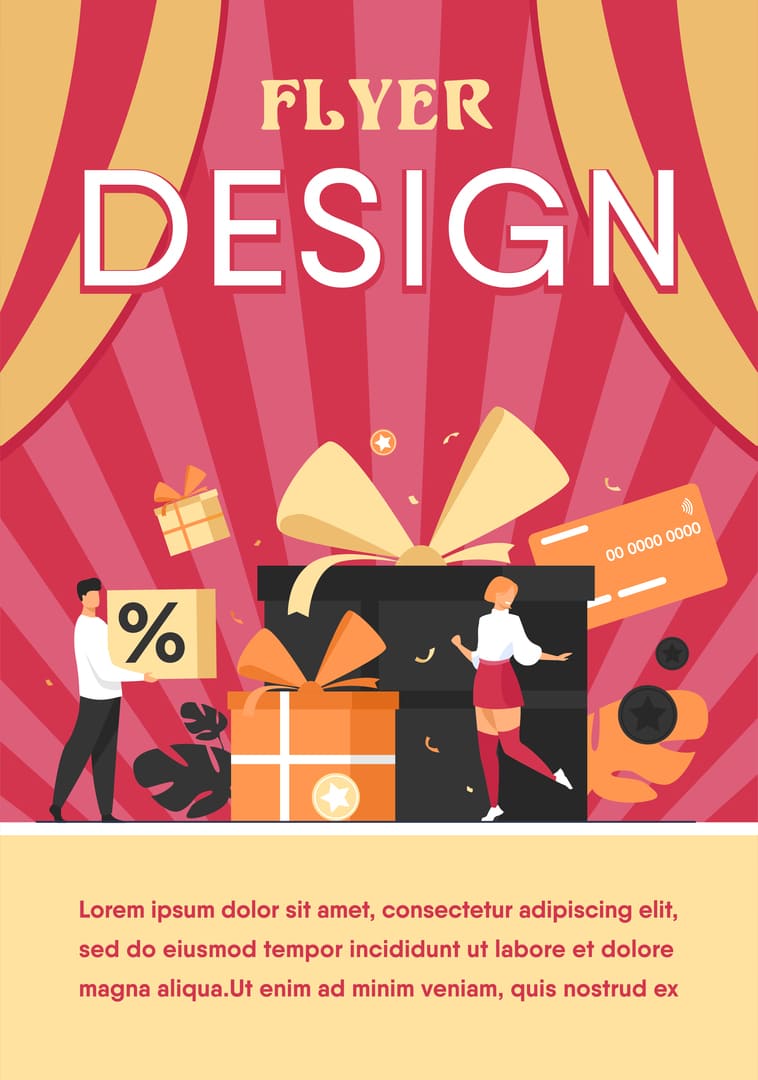 FLYER
DESIGN
00 0000 0000
%
Lorem ipsum dolor sit amet, consectetur adipiscing elit,
sed do eiusmod tempor incididunt ut labore et dolore
magna aliqua.Ut enim ad minim veniam, quis nostrud ex